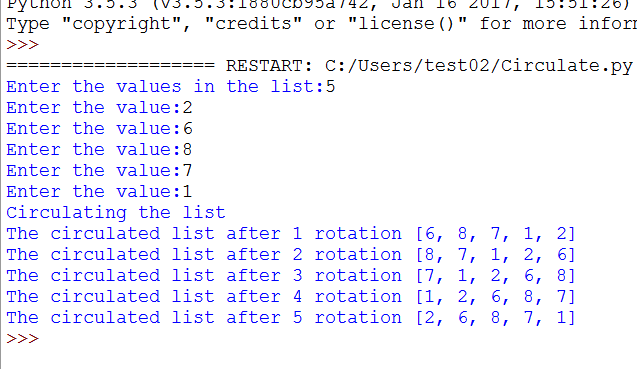 Python 3.5.3 (v3.5.3:1880cb95a742, Jan 16 2017, 15:51:26)
Type "copyright", "credits" or "license()" for more
>>>
=================== RESTART: C:/Users/test02/Circulate.py
Enter the values in the list:5
Enter the value:2
Enter the value:6
Enter the value:8
Enter the value:7
Enter the value:1
Circulating the list
The circulated list after 1 rotation [6, 8, 7, 1, 2]
The circulated list after 2 rotation [8, 7, 1, 2, 6]
The circulated list after 3 rotation [7, 1, 2, 6, 8]
The circulated list after 4 rotation [1, 2, 6, 8, 7]
The circulated list after 5 rotation [2, 6, 8, 7, 1]
>>>